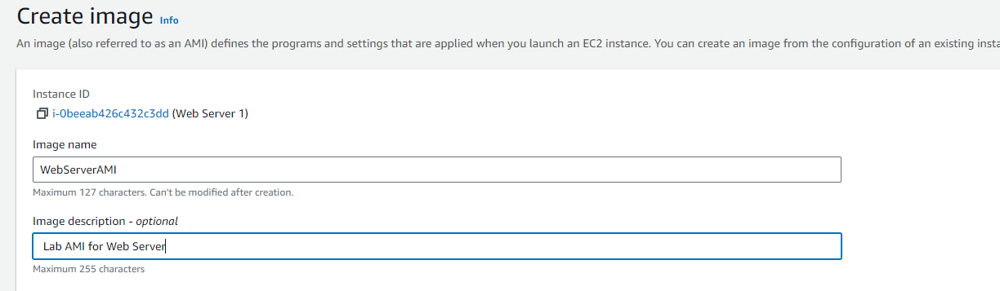 Create image Info
An image (also referred to as an AMI) defines the programs and settings that are applied when you launch an EC2 instance. You can create an image from the configuration of an existing insta
Instance ID
i-0beeab426c432c3dd (Web Server 1)
Image name
WebServerAMI
Maximum 127 characters. Can't be modified after creation.
Image description - optional
Lab AMI for Web Server
Maximum 255 characters